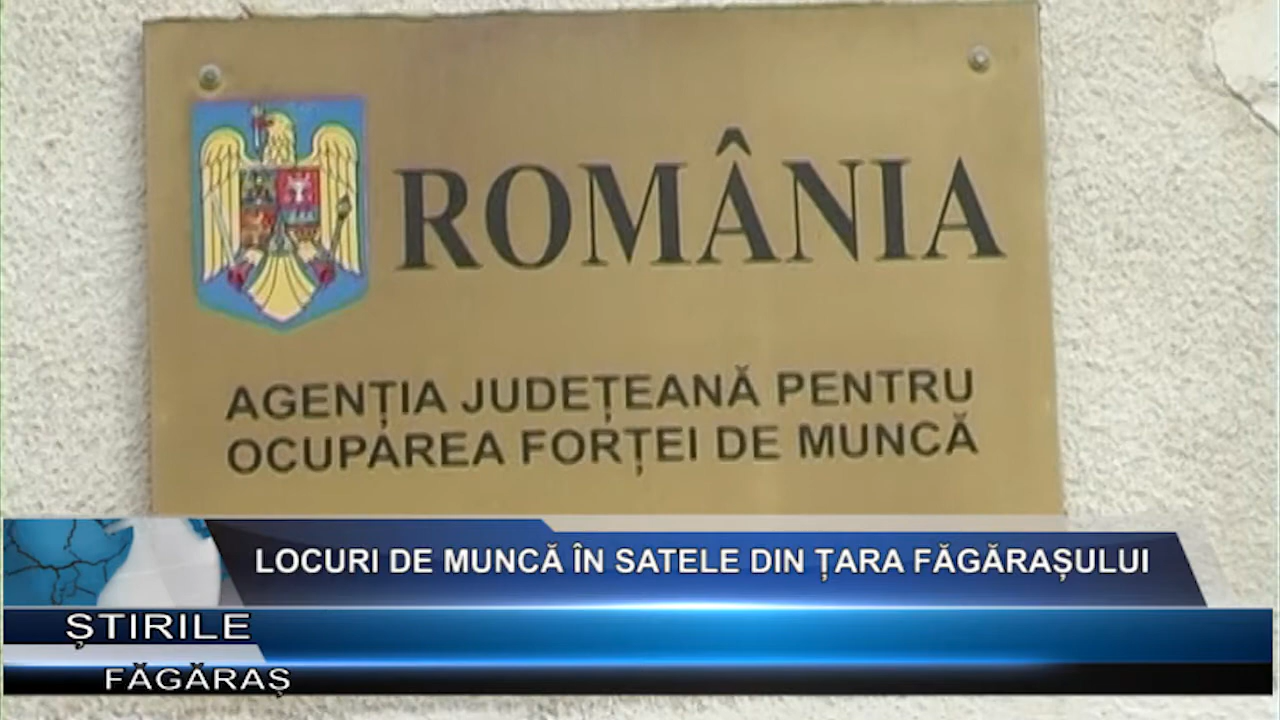 ROMÂNIA
AGENȚIA JUDEȚEANĂ PENTRU
OCUPAREA FORȚEI DE MUNCĂ
LOCURI DE MUNCĂ ÎN SATELE DIN ȚARA FĂGĂRAȘULUI
ȘTIRILE
FĂGĂRAȘ